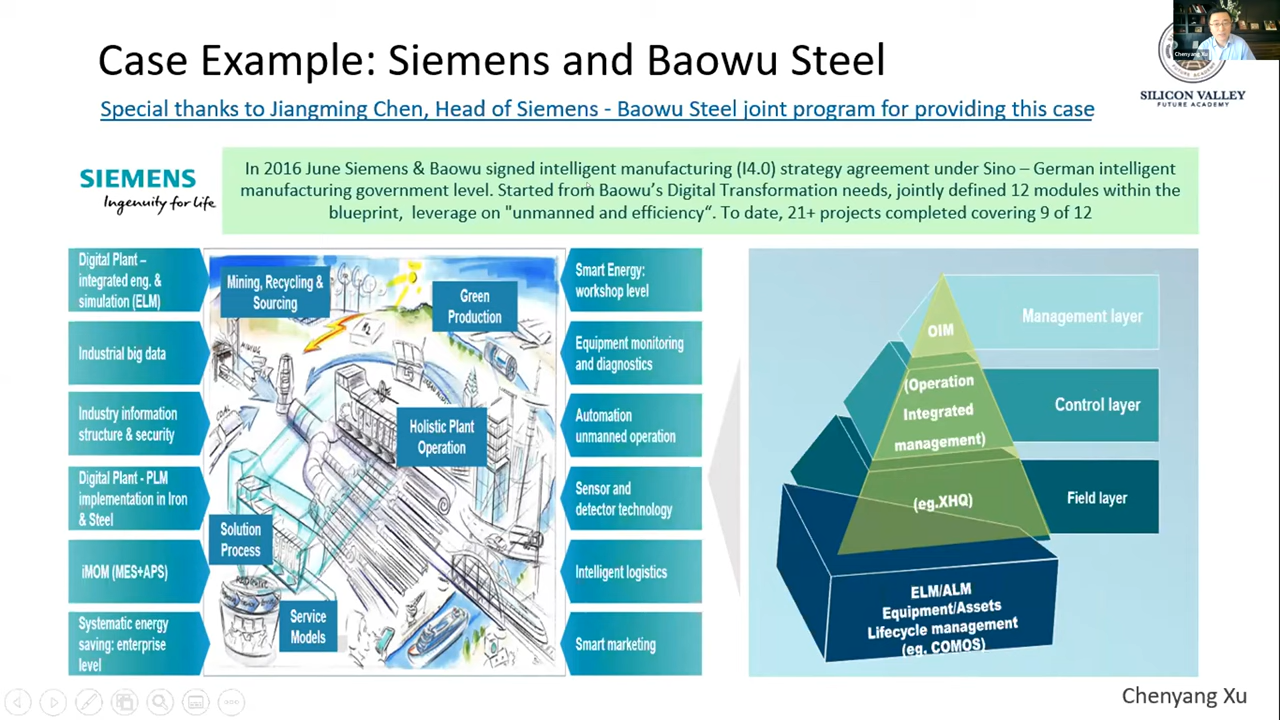 Case Example: Siemens and Baowu Steel
Chenyang Xu
SILICON VALLEY
FUTURE ACADEMY
Special thanks to Jiangming Chen, Head of Siemens - Baowu Steel joint program for providing this case
SIEMENS
Ingenuity for life
In 2016 June Siemens & Baowu signed intelligent manufacturing (I4.0) strategy agreement under Sino – German intelligent
manufacturing government level. Started from Baowu’s Digital Transformation needs, jointly defined 12 modules within the
blueprint, leverage on "unmanned and efficiency“. To date, 21+ projects completed covering 9 of 12
Digital Plant –
integrated eng. &
simulation (ELM)
Industrial big data
Industry information
structure & security
Digital Plant - PLM
implementation in Iron
& Steel
iMOM (MES+APS)
Systematic energy
saving: enterprise
level
Mining, Recycling &
Sourcing
Green
Production
Holistic Plant
Operation
Solution
Process
Service
Models
Smart Energy:
workshop level
Equipment monitoring
and diagnostics
Automation
unmanned operation
Sensor and
detector technology
Intelligent logistics
Smart marketing
OIM
(Operation
Integrated
management)
(eg.XHQ)
Management layer
Control layer
Field layer
ELM/ALM
Equipment/Assets
Lifecycle management
(eg. COMOS)
Chenyang Xu